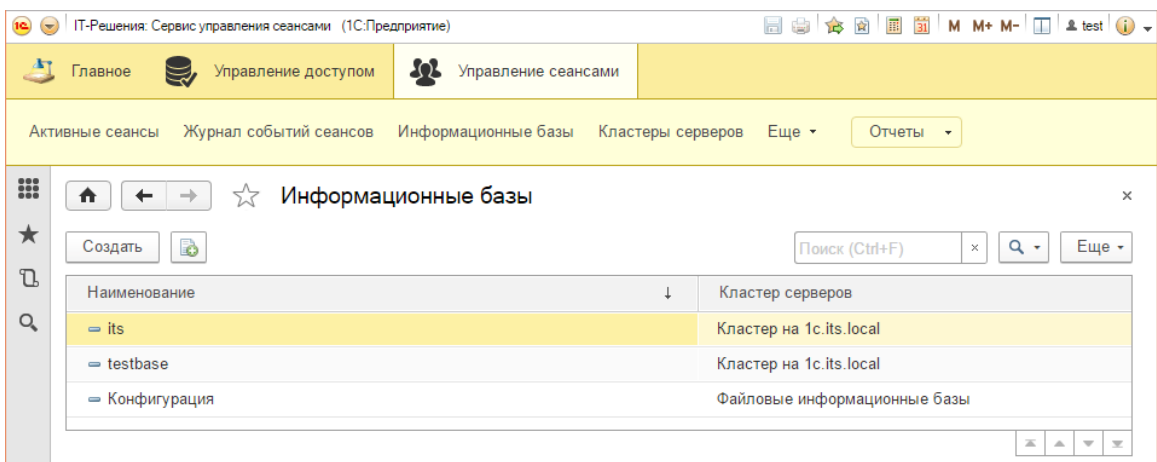 1С IT-Решения: Сервис управления сеансами (1С:Предприятие) 31 M M+ M- test i
Главное Управление доступом Управление сеансами
Активные сеансы Журнал событий сеансов Информационные базы Кластеры серверов Еще Отчеты
Информационные базы
Создать Поиск (Ctrl+F) × Еще
Наименование Кластер серверов
its Кластер на 1c.its.local
testbase Кластер на 1c.its.local
Конфигурация Файловые информационные базы